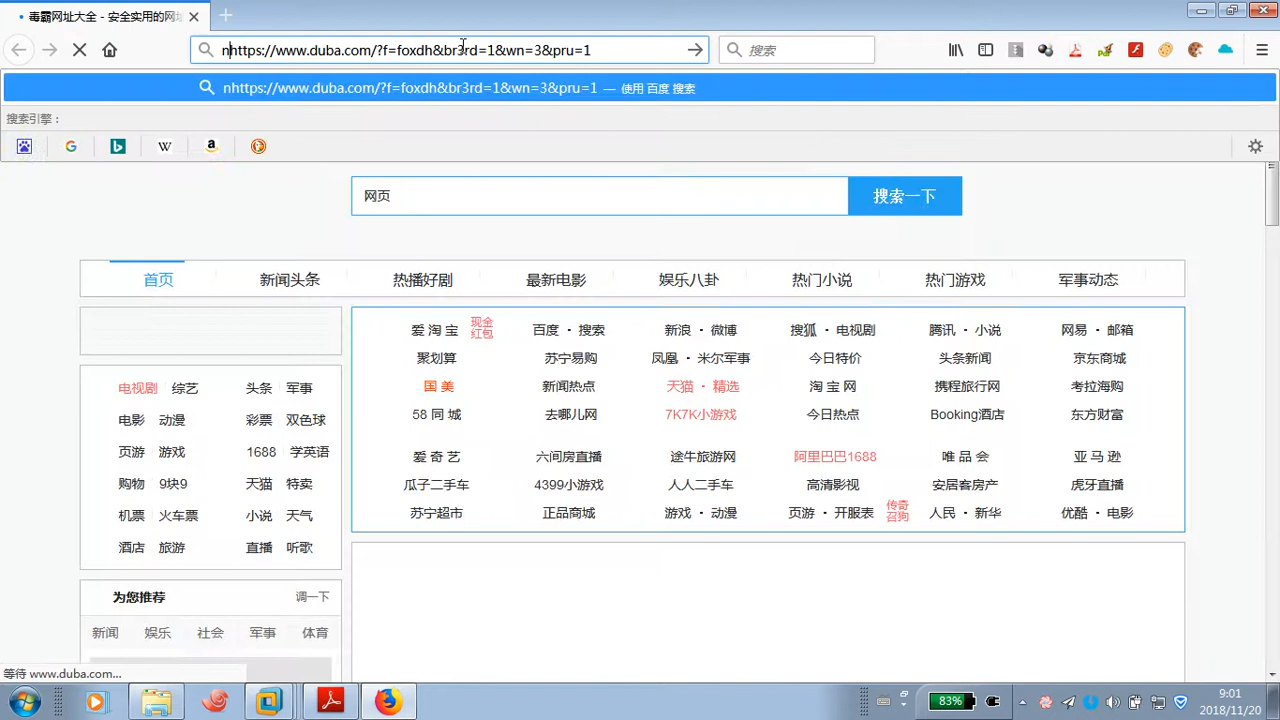 毒霸网址大全 - 安全实用的网址
nhttps://www.duba.com/?f=foxdh&br3rd=1&wn=3&pru=1
搜索
nhttps://www.duba.com/?f=foxdh&br3rd=1&wn=3&pru=1 — 使用 百度 搜索
搜索引擎：
网页 搜索一下
首页 新闻头条 热播好剧 最新电影 娱乐八卦 热门小说 热门游戏 军事动态
爱淘宝 现金红包 百度 · 搜索 新浪 · 微博 搜狐 · 电视剧 腾讯 · 小说 网易 · 邮箱
聚划算 苏宁易购 凤凰 · 米尔军事 今日特价 头条新闻 京东商城
国美 新闻热点 天猫 · 精选 淘宝网 携程旅行网 考拉海购
58同城 去哪儿网 7K7K小游戏 今日热点 Booking酒店 东方财富
爱奇艺 六间房直播 途牛旅游网 阿里巴巴1688 唯品会 亚马逊
瓜子二手车 4399小游戏 人人二手车 高清影视 安居客房产 虎牙直播
苏宁超市 正品商城 游戏 · 动漫 页游 · 开服表 传奇召狗 人民 · 新华 优酷 · 电影
电视剧 综艺 头条 军事
电影 动漫 彩票 双色球
页游 游戏 1688 学英语
购物 9块9 天猫 特卖
机票 火车票 小说 天气
酒店 旅游 直播 听歌
为您推荐 调一下
新闻 娱乐 社会 军事 体育
等待 www.duba.com...
83%
9:01
2018/11/20